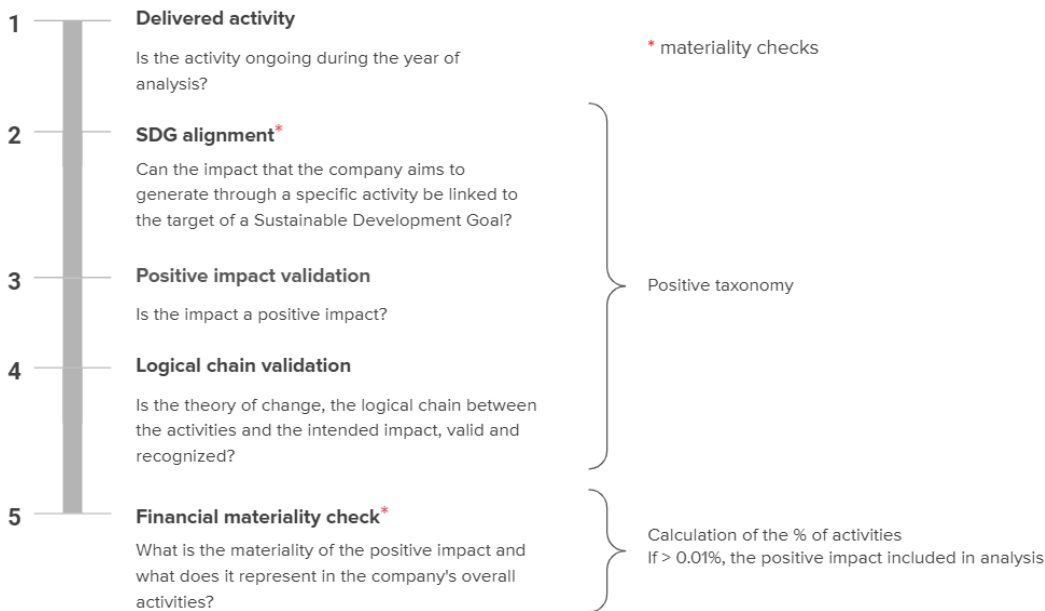 1
Delivered activity
Is the activity ongoing during the year of
analysis?
* materiality checks
2
SDG alignment*
Can the impact that the company aims to
generate through a specific activity be linked to
the target of a Sustainable Development Goal?
3
Positive impact validation
Is the impact a positive impact?
Positive taxonomy
4
Logical chain validation
Is the theory of change, the logical chain between
the activities and the intended impact, valid and
recognized?
5
Financial materiality check*
What is the materiality of the positive impact and
what does it represent in the company's overall
activities?
Calculation of the % of activities
If > 0.01%, the positive impact included in analysis